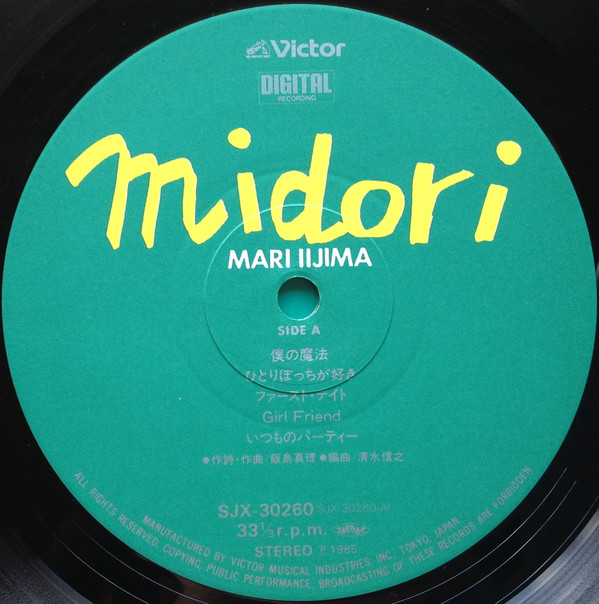 Victor
DIGITAL
RECORDING
midori
MARI IIJIMA
SIDE A
僕の魔法
ひとりぼっちが好き
ファースト・ナイト
Girl Friend
いつものパーティー
●作詩・作曲 飯島真理 ●編曲 清水信之
SJX-30260 (SJX-30260-A)
33⅓ r.p.m.
STEREO Ⓟ 1985
MANUFACTURED BY VICTOR MUSICAL INDUSTRIES, INC. TOKYO, JAPAN
ALL RIGHTS RESERVED. COPYING, PUBLIC PERFORMANCE, BROADCASTING OF THESE RECORDS ARE FORBIDDEN